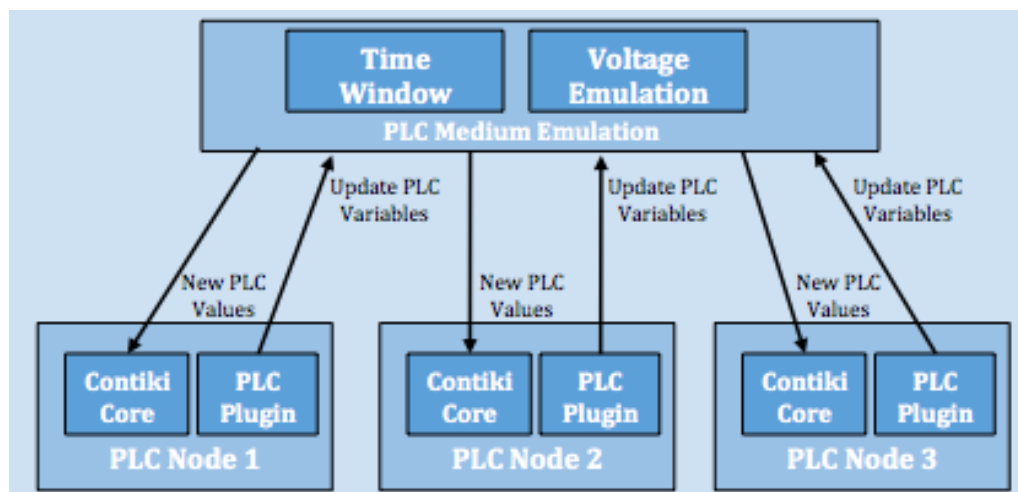 Time
Window
Voltage
Emulation
PLC Medium Emulation
Update PLC
Variables
Update PLC
Variables
Update PLC
Variables
New PLC
Values
New PLC
Values
New PLC
Values
Contiki
Core
PLC
Plugin
PLC Node 1
Contiki
Core
PLC
Plugin
PLC Node 2
Contiki
Core
PLC
Plugin
PLC Node 3